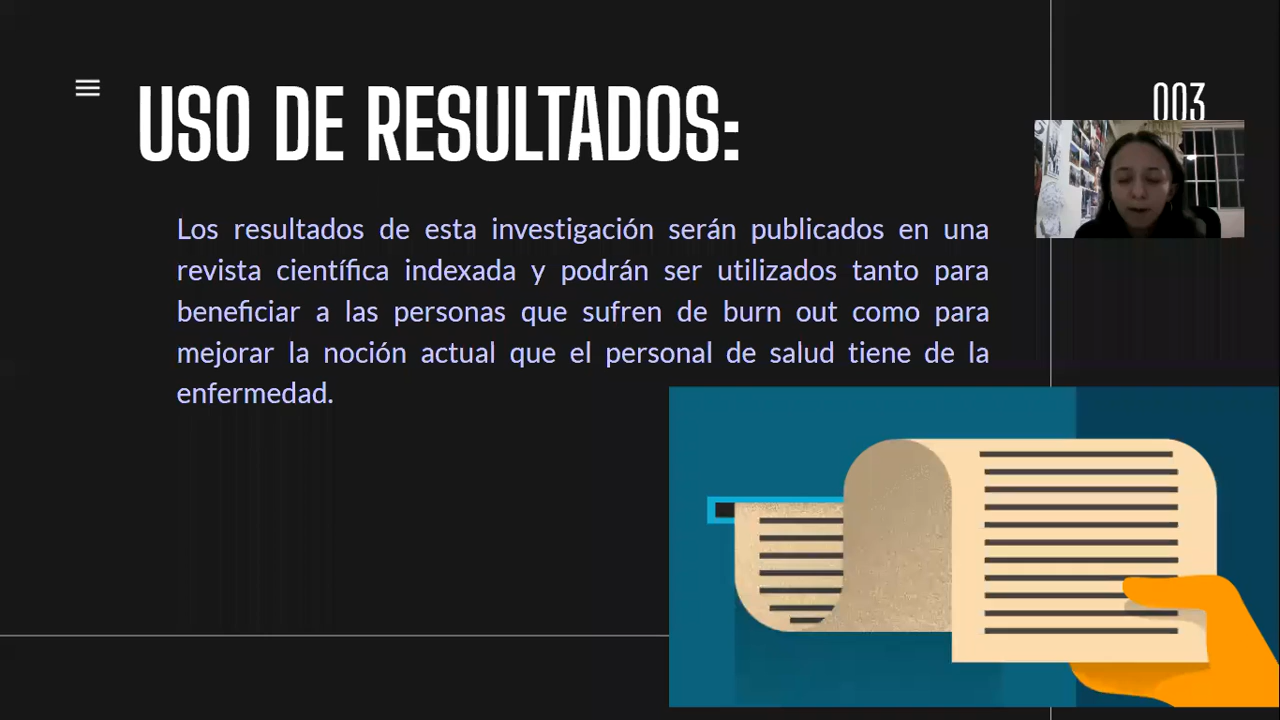 USO DE RESULTADOS:
003
Los resultados de esta investigación serán publicados en una
revista científica indexada y podrán ser utilizados tanto para
beneficiar a las personas que sufren de burn out como para
mejorar la noción actual que el personal de salud tiene de la
enfermedad.